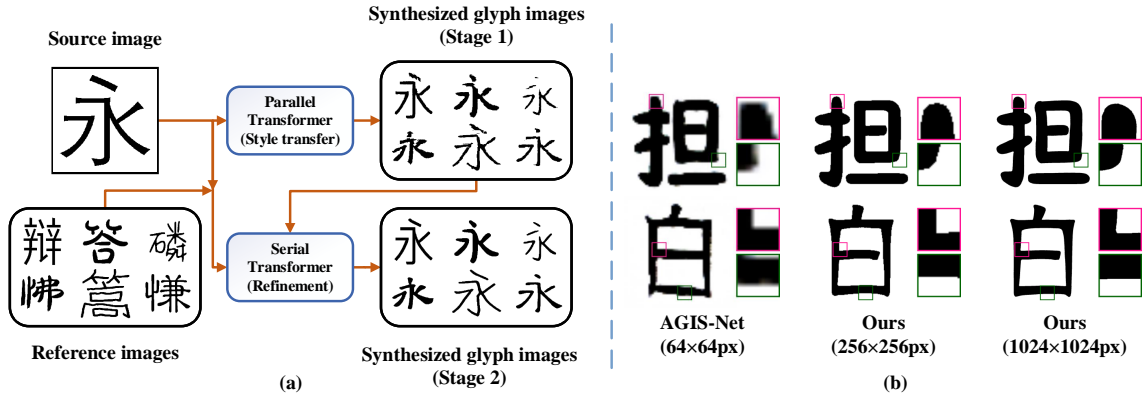 Source image
永
Reference images
辩 答 磷
怫 篙 慊
Parallel
Transformer
(Style transfer)
Serial
Transformer
(Refinement)
Synthesized glyph images
(Stage 1)
永 永 永
永 永 永
永 永 永
永 永 永
Synthesized glyph images
(Stage 2)
(a)
担 担 担
白 白 白
AGIS-Net
(64×64px)
Ours
(256×256px)
Ours
(1024×1024px)
(b)